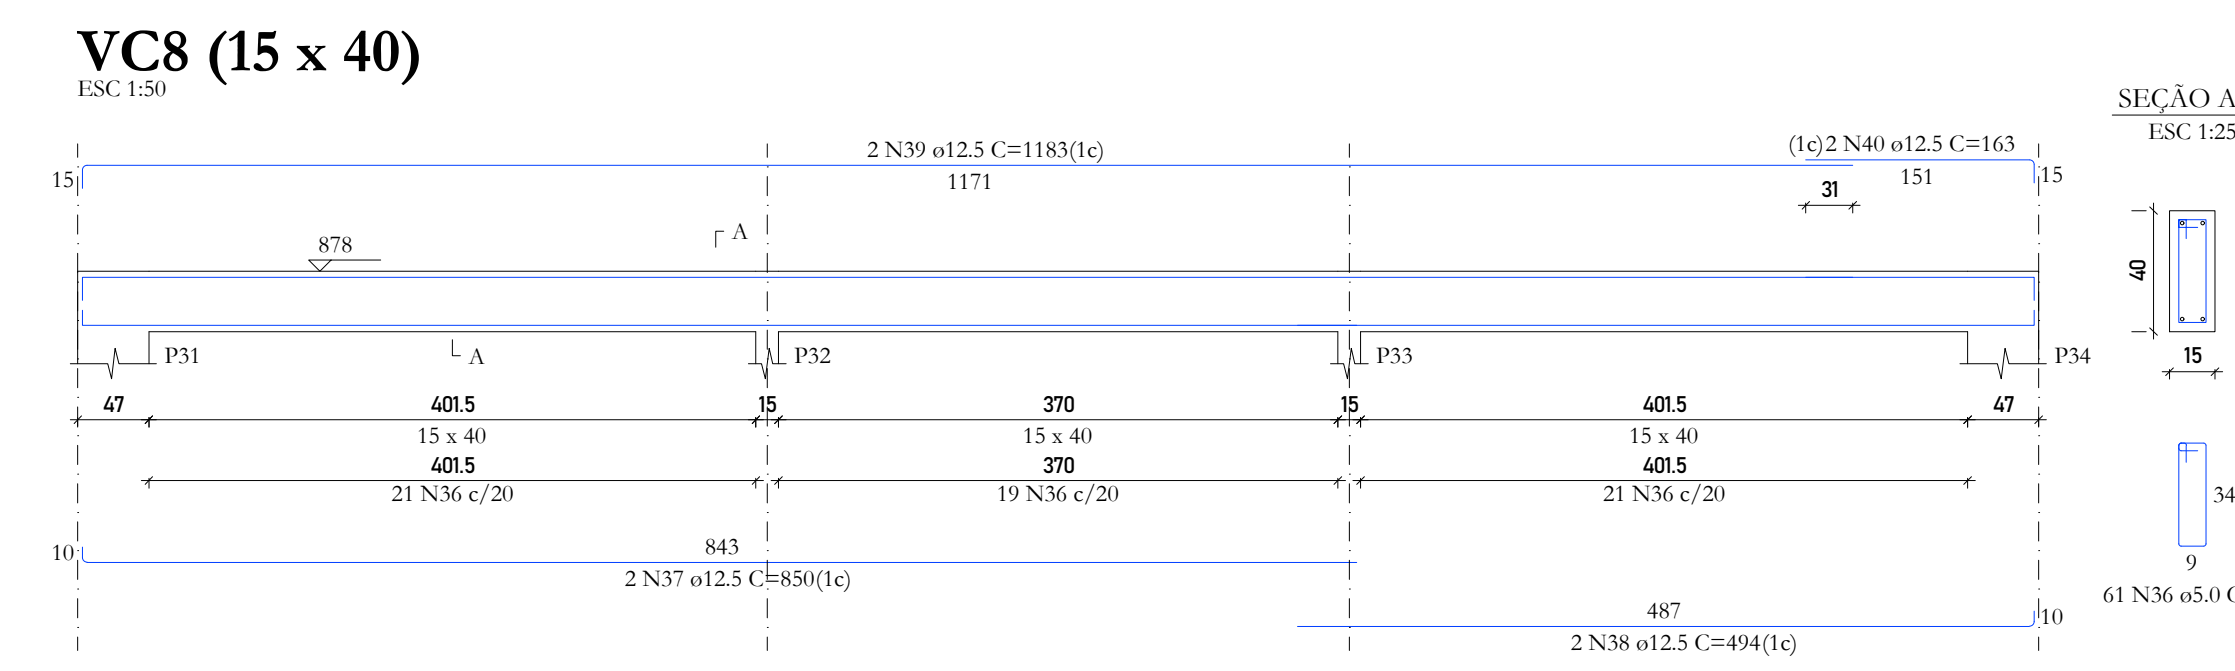 VC8 (15 x 40)
ESC 1:50
SEÇÃO A
ESC 1:25
2 N39 ø12.5 C=1183(1c)
(1c)2 N40 ø12.5 C=163
15
1171
151
15
31
A
878
40
A
P31
P32
P33
P34
15
47
401.5
15
370
15
401.5
47
15 x 40
15 x 40
15 x 40
401.5
370
401.5
21 N36 c/20
19 N36 c/20
21 N36 c/20
34
10
843
9
2 N37 ø12.5 C=850(1c)
61 N36 ø5.0 C
487
10
2 N38 ø12.5 C=494(1c)